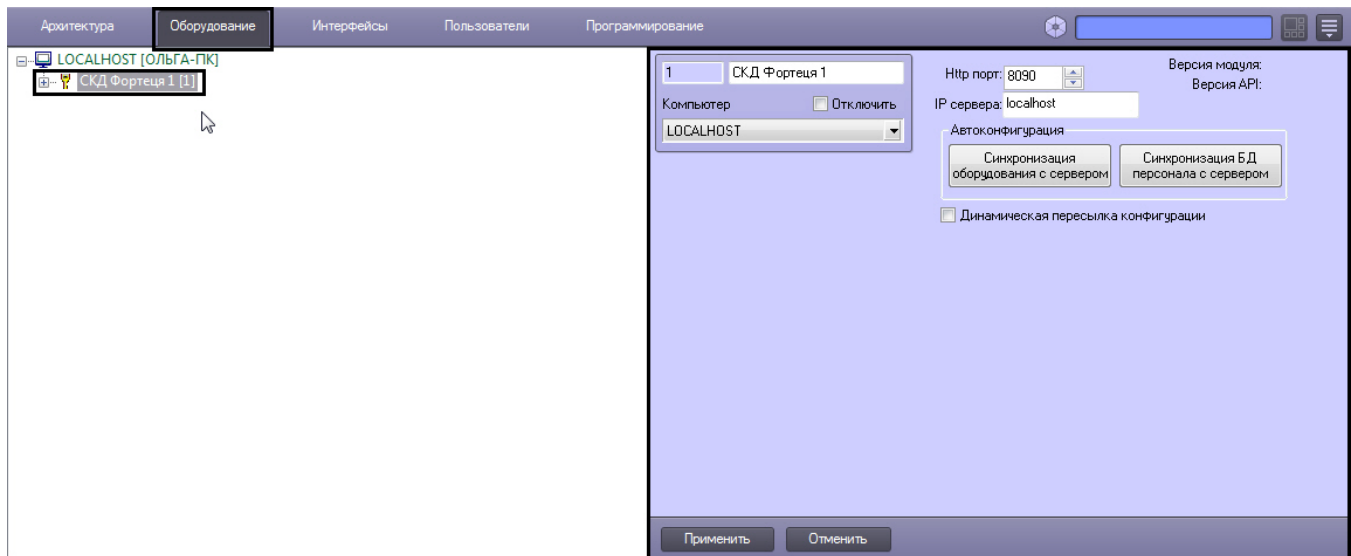 Архитектура Оборудование Интерфейсы Пользователи Программирование
LOCALHOST [ОЛЬГА-ПК]
СКД Фортеця 1 [1]
1 СКД Фортеця 1
Компьютер Отключить
LOCALHOST
Http порт: 8090
IP сервера: localhost
Версия модуля:
Версия API:
Автоконфигурация
Синхронизация
оборудования с сервером
Синхронизация БД
персонала с сервером
Динамическая пересылка конфигурации
Применить Отменить